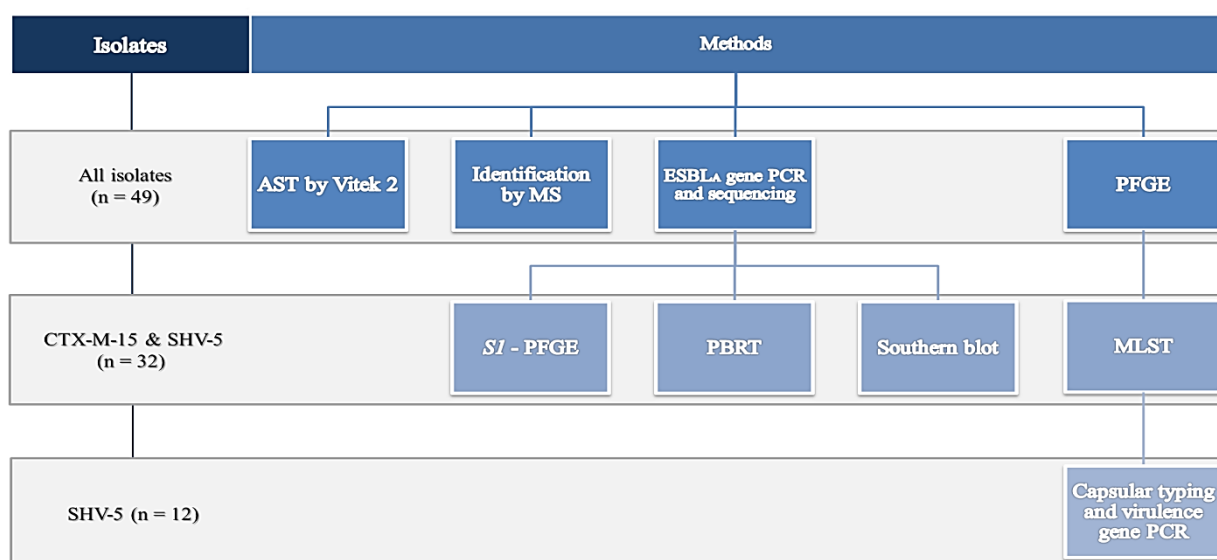 Isolates
Methods
All isolates
(n = 49)
AST by Vitek 2
Identification
by MS
ESBLA gene PCR
and sequencing
PFGE
CTX-M-15 & SHV-5
(n = 32)
S1 - PFGE
PBRT
Southern blot
MLST
SHV-5 (n = 12)
Capsular typing
and virulence
gene PCR